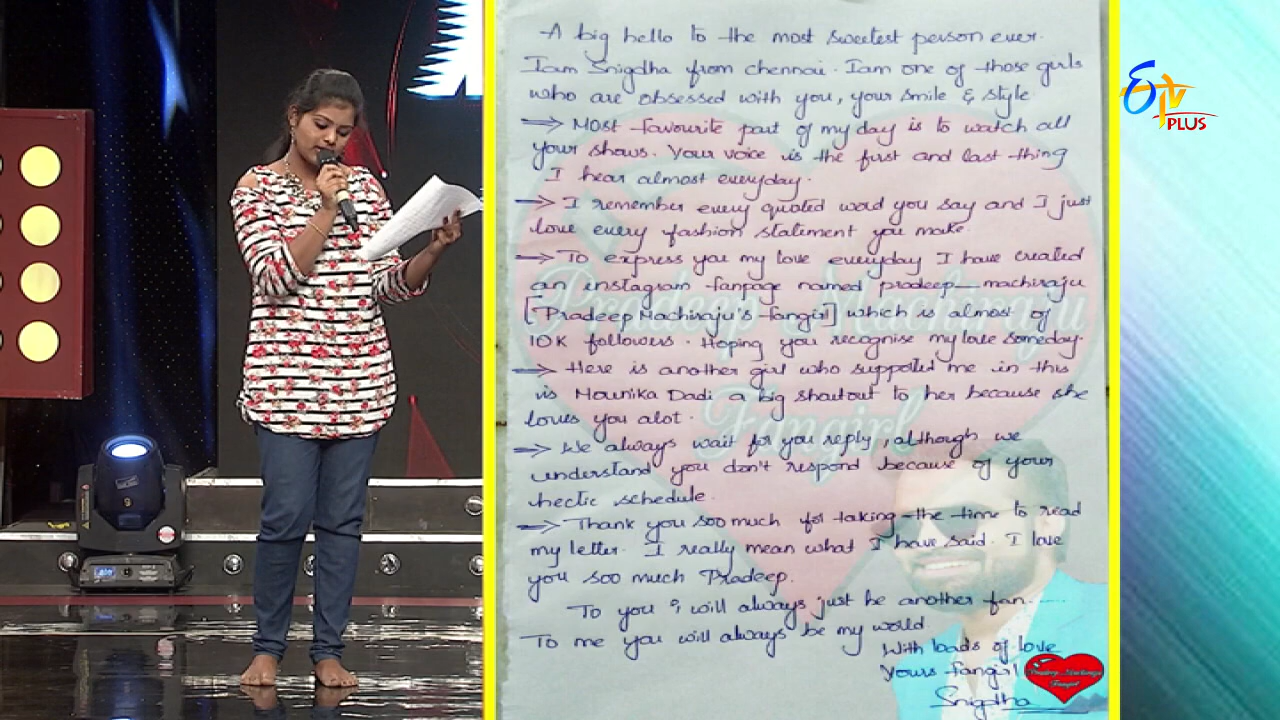 A big hello to the most sweetest person ever.
Iam Snigdha from chennai. Iam one of those girls
who are obsessed with you, your smile & style
→ Most favourite part of my day is to watch all
your shows. Your voice is the first and last thing
I hear almost everyday.
→ I remember every quoted word you say and I just
love every fashion statement you make.
→ To express you my love everyday I have created
an instagram fanpage named pradeep_machiraju
[Pradeep Machiraju's fangirl] which is almost of
10K followers. Hoping you recognise my love someday.
→ Here is another girl who supported me in this
is Mounika Dadi a big shoutout to her because she
loves you alot.
→ We always wait for you reply, although we
understand you don't respond because of your
hectic schedule.
→ Thank you soo much for taking the time to read
my letter. I really mean what I have said. I love
you soo much Pradeep.
To you i will always just be another fan......
To me you will always be my world
With loads of love
Yours fangirl
Snigdha
Pradeep Machiraju
Fangirl
Pradeep Machiraju
Fangirl
ETV
PLUS